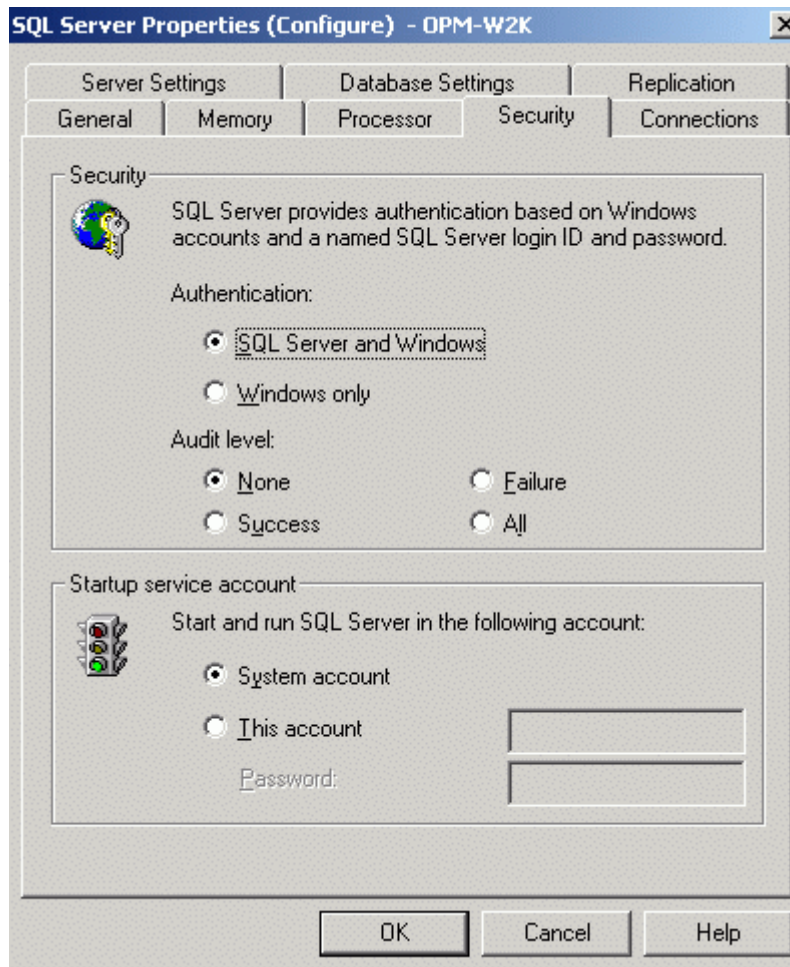 SQL Server Properties (Configure) - OPM-W2K
Server Settings
Database Settings
Replication
General
Memory
Processor
Security
Connections
Security
SQL Server provides authentication based on Windows
accounts and a named SQL Server login ID and password.
Authentication:
SQL Server and Windows
Windows only
Audit level:
None
Failure
Success
All
Startup service account
Start and run SQL Server in the following account:
System account
This account
Password:
OK
Cancel
Help